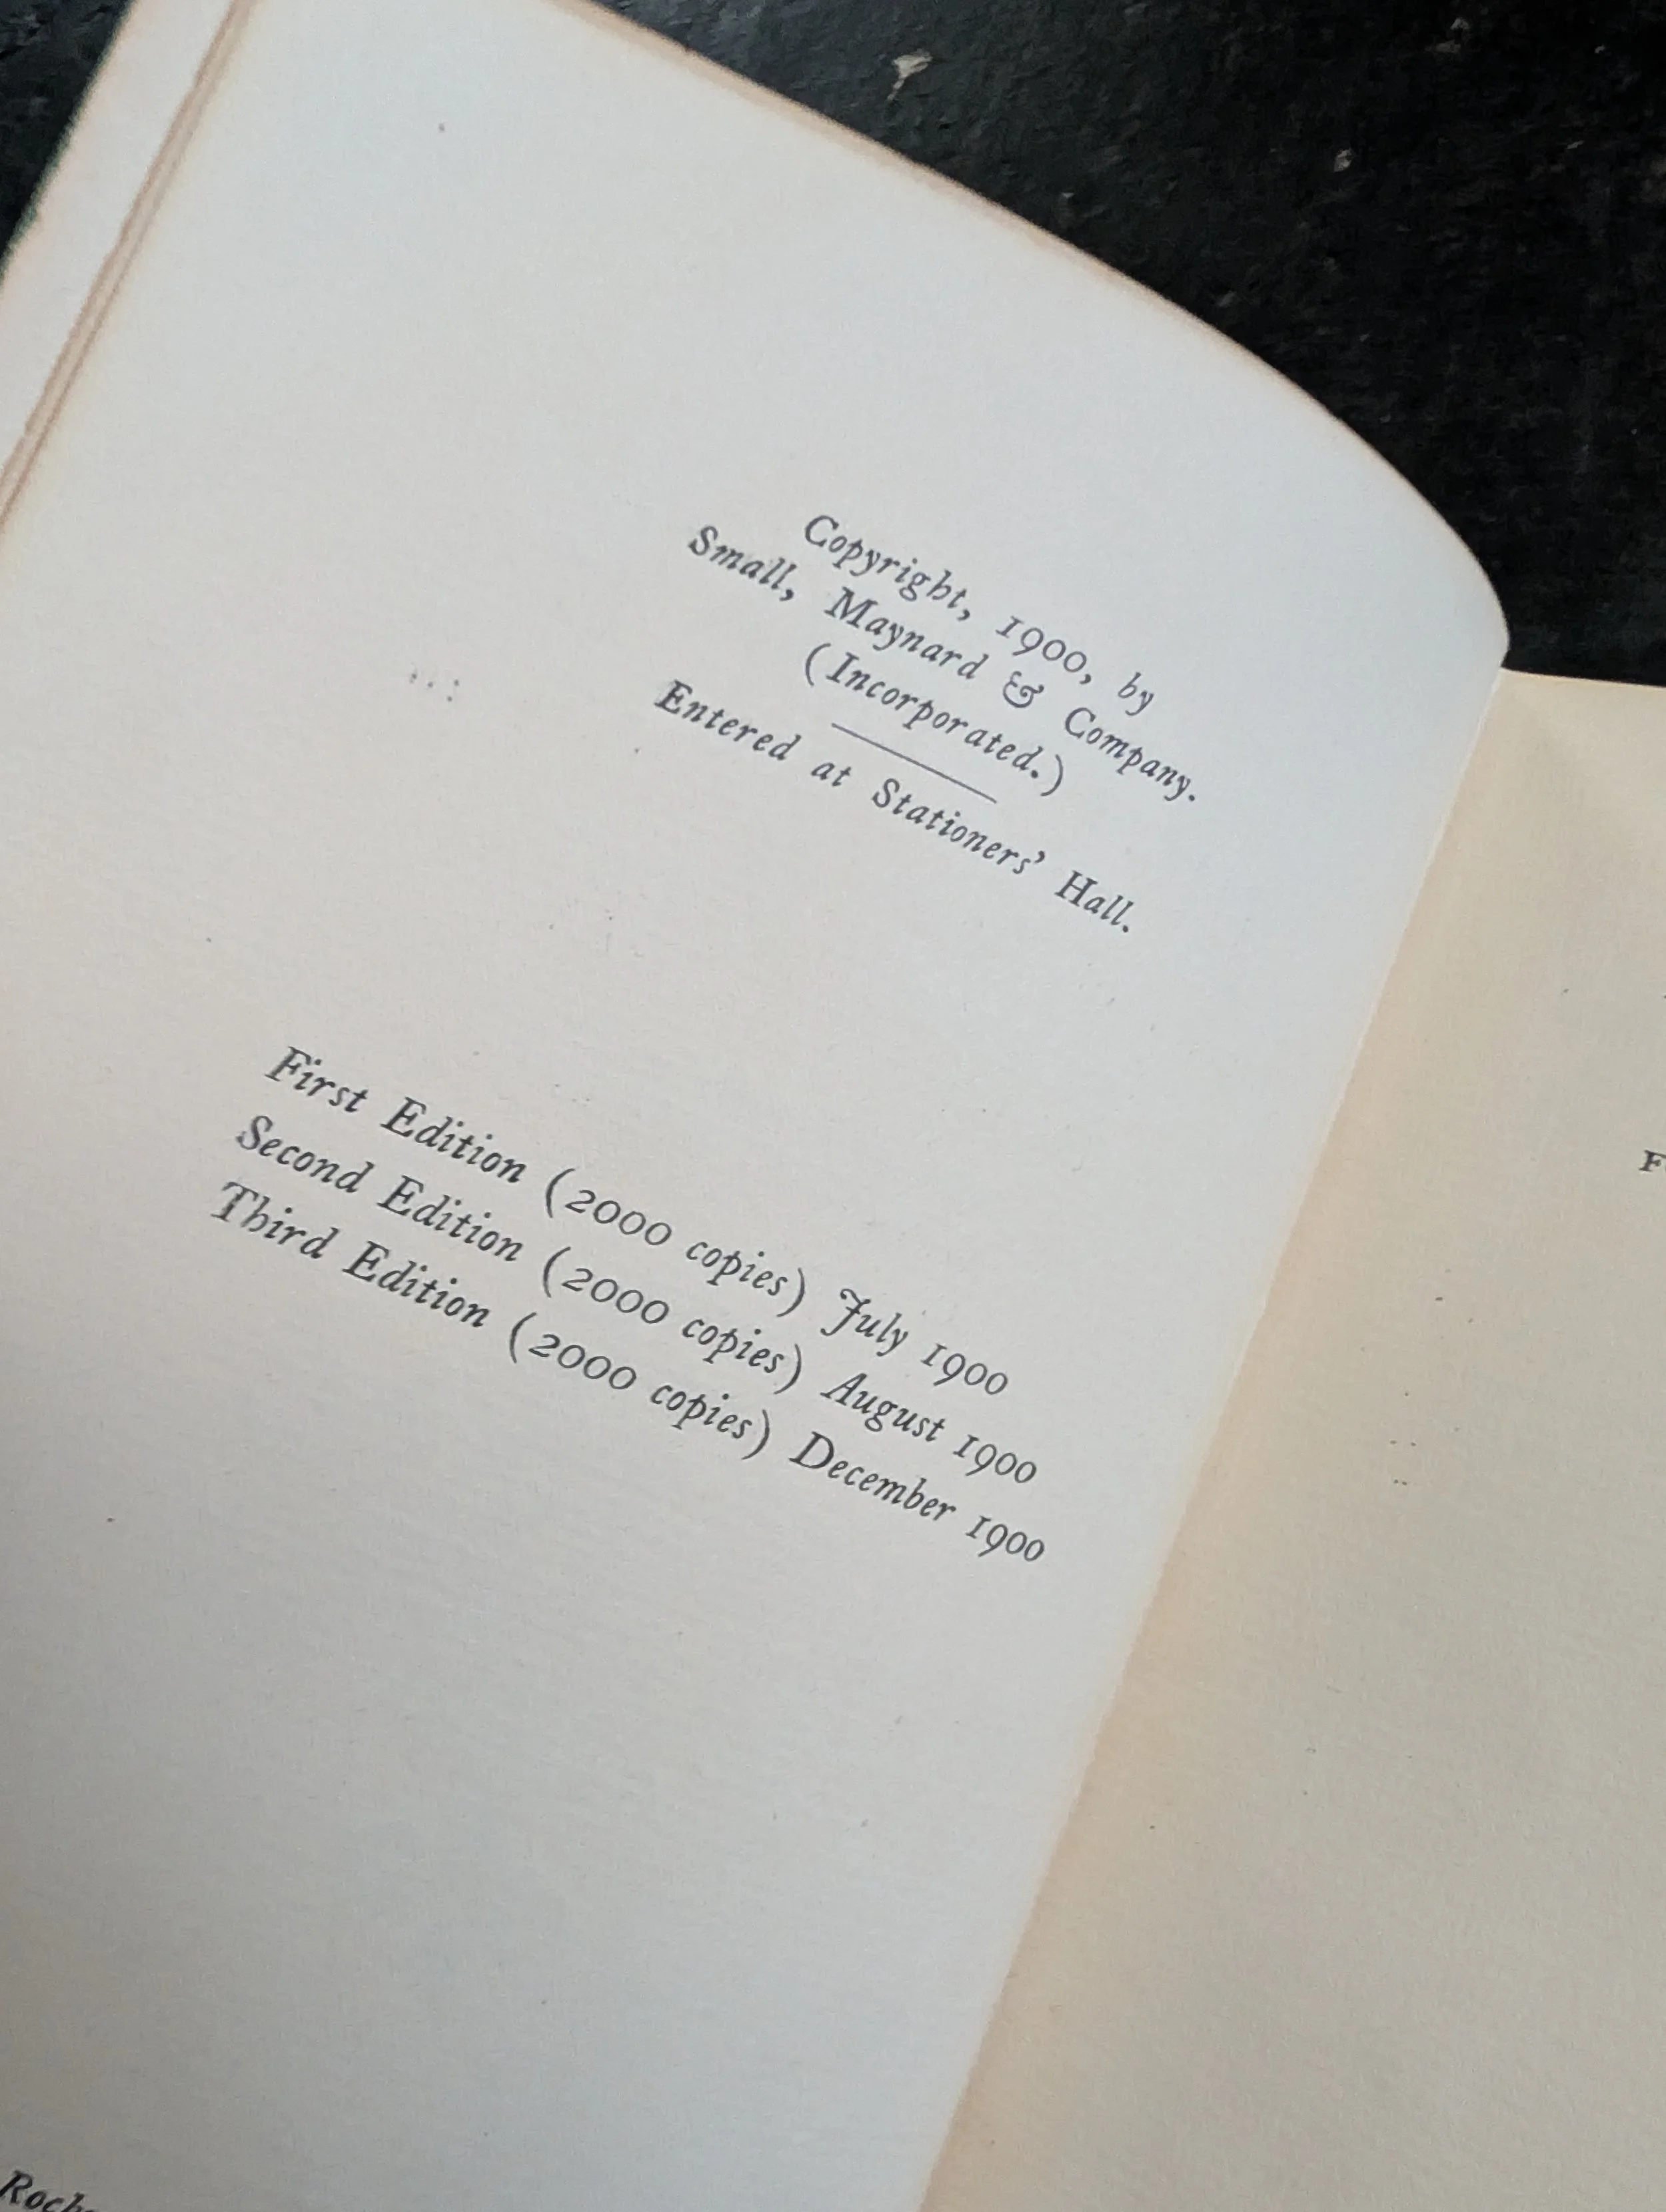 Copyright, 1900, by
Small, Maynard & Company.
(Incorporated.)
Entered at Stationers' Hall.
First Edition (2000 copies) July 1900
Second Edition (2000 copies) August 1900
Third Edition (2000 copies) December 1900